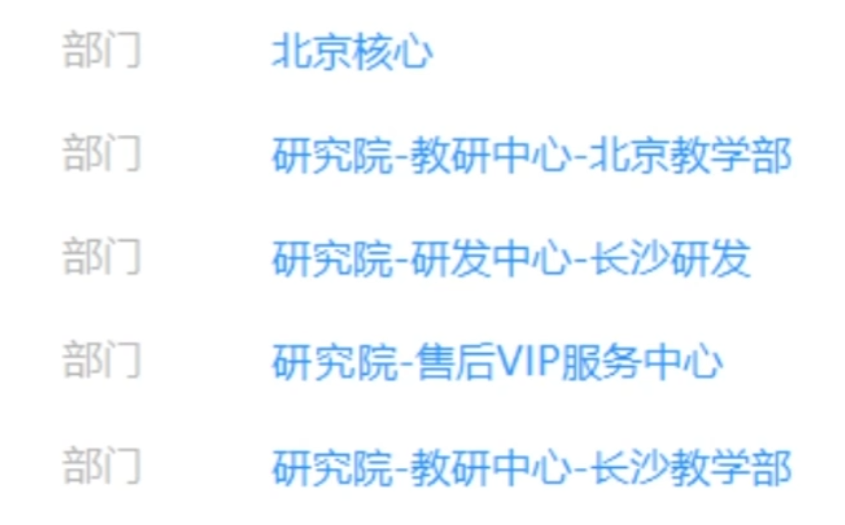 部门 北京核心
部门 研究院-教研中心-北京教学部
部门 研究院-研发中心-长沙研发
部门 研究院-售后VIP服务中心
部门 研究院-教研中心-长沙教学部